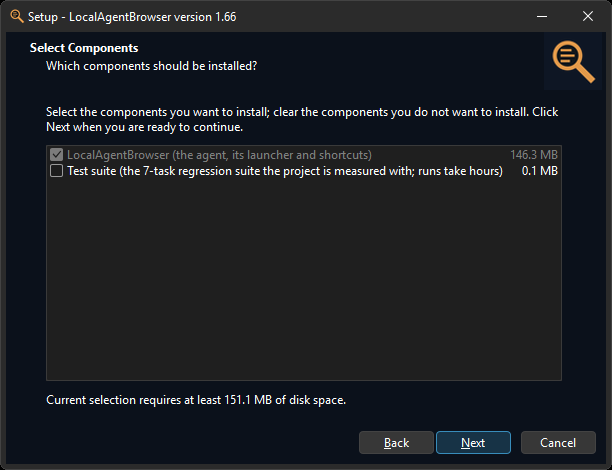 Setup - LocalAgentBrowser version 1.66
Select Components
Which components should be installed?
Select the components you want to install; clear the components you do not want to install. Click
Next when you are ready to continue.
LocalAgentBrowser (the agent, its launcher and shortcuts) 146.3 MB
Test suite (the 7-task regression suite the project is measured with; runs take hours) 0.1 MB
Current selection requires at least 151.1 MB of disk space.
Back Next Cancel